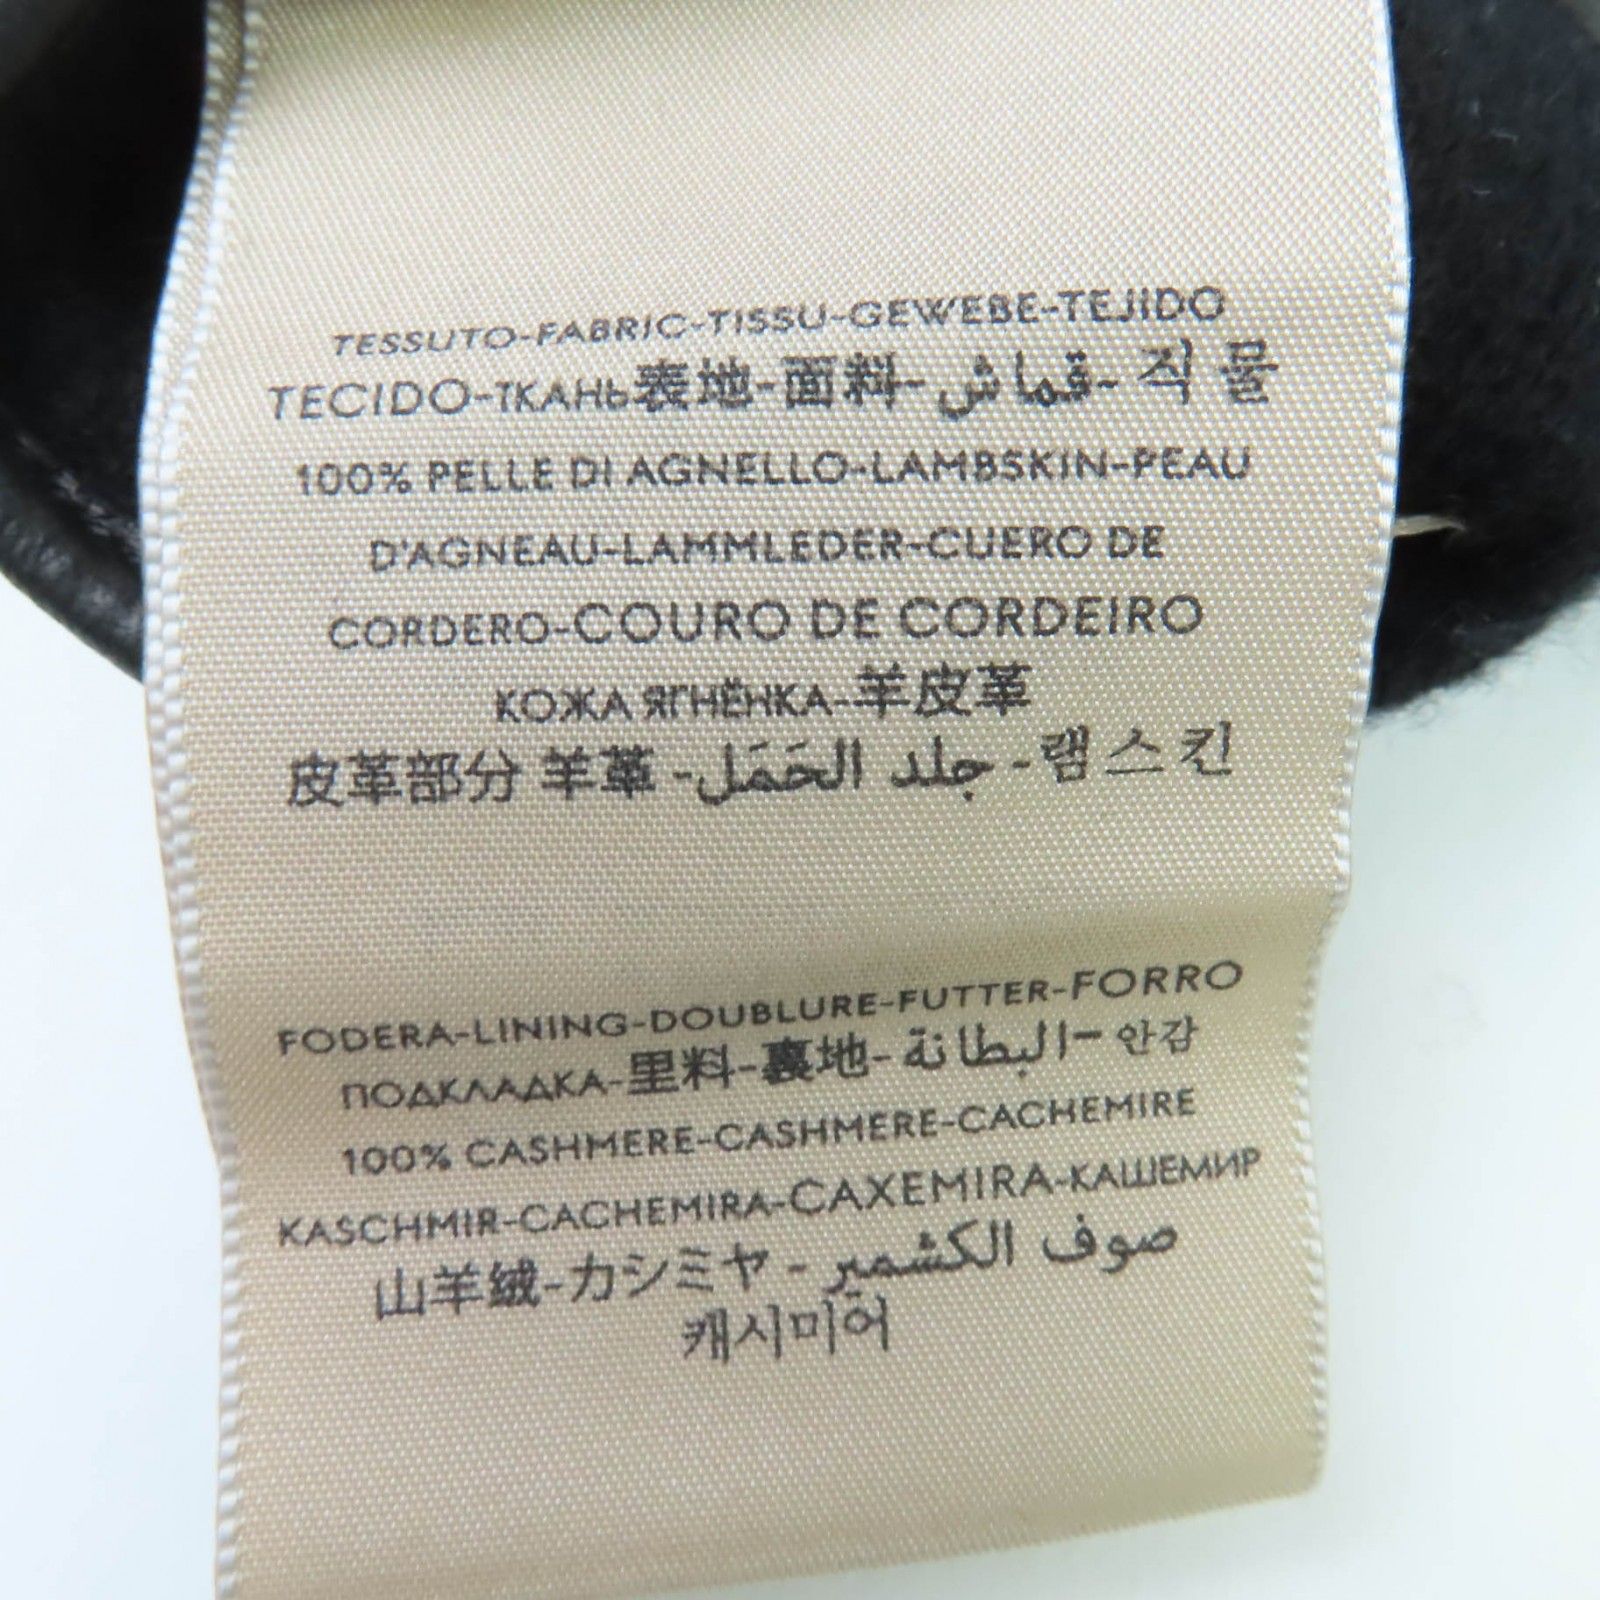 TESSUTO-FABRIC-TISSU-GEWEBE-TEJIDO
TECIDO-ТКАНЬ表地-面料-قماش-직물
100% PELLE DI AGNELLO-LAMBSKIN-PEAU
D'AGNEAU-LAMMLEDER-CUERO DE
CORDERO-COURO DE CORDEIRO
КОЖА ЯГНЁНКА-羊皮革
皮革部分 羊革-جلد الحَمَل-램스킨
FODERA-LINING-DOUBLURE-FUTTER-FORRO
ПОДКЛАДКА-里料-裏地-البطانة-안감
100% CASHMERE-CASHMERE-CACHEMIRE
KASCHMIR-CACHEMIRA-CAXEMIRA-КАШЕМИР
山羊绒-カシミヤ-صوف الكشمير
캐시미어